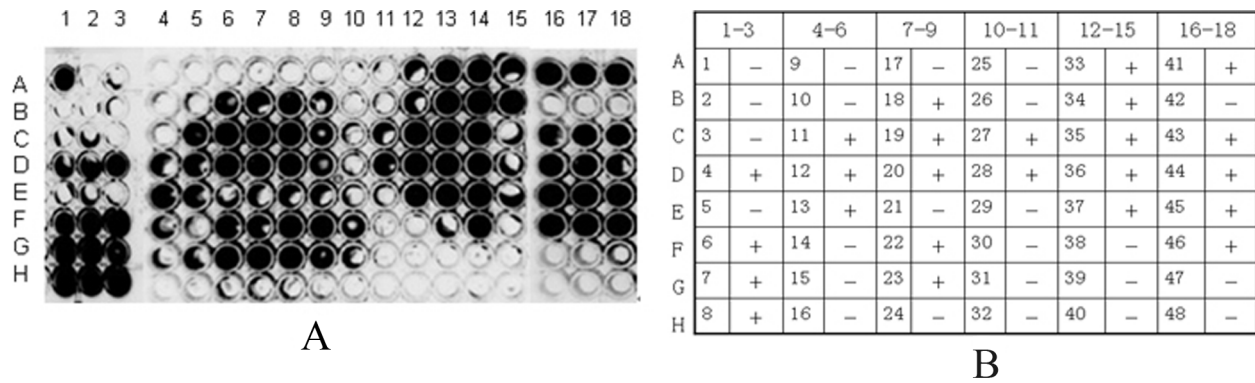 1 2 3 4 5 6 7 8 9 10 11 12 13 14 15 16 17 18
A
B
C
D
E
F
G
H
A
1–3 4–6 7–9 10–11 12–15 16–18
A 1 – 9 – 17 – 25 – 33 + 41 +
B 2 – 10 – 18 + 26 – 34 + 42 –
C 3 – 11 + 19 + 27 + 35 + 43 +
D 4 + 12 + 20 + 28 + 36 + 44 +
E 5 – 13 + 21 – 29 – 37 + 45 +
F 6 + 14 – 22 + 30 – 38 – 46 +
G 7 + 15 – 23 + 31 – 39 – 47 –
H 8 + 16 – 24 – 32 – 40 – 48 –
B